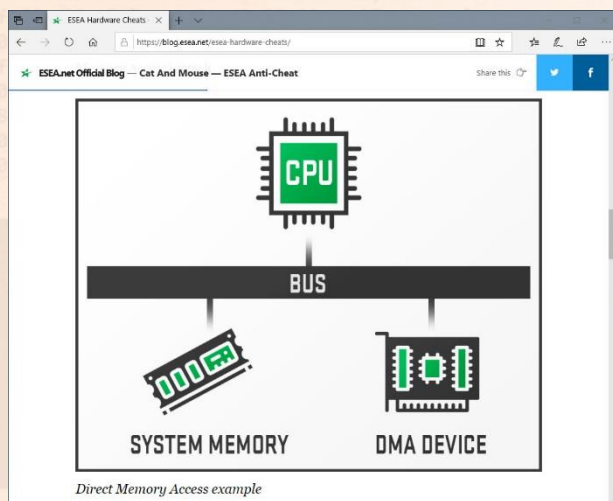 ESEA Hardware Cheats -
https://blog.esea.net/esea-hardware-cheats/
ESEA.net Official Blog — Cat And Mouse — ESEA Anti-Cheat
Share this
CPU
BUS
SYSTEM MEMORY
DMA DEVICE
Direct Memory Access example